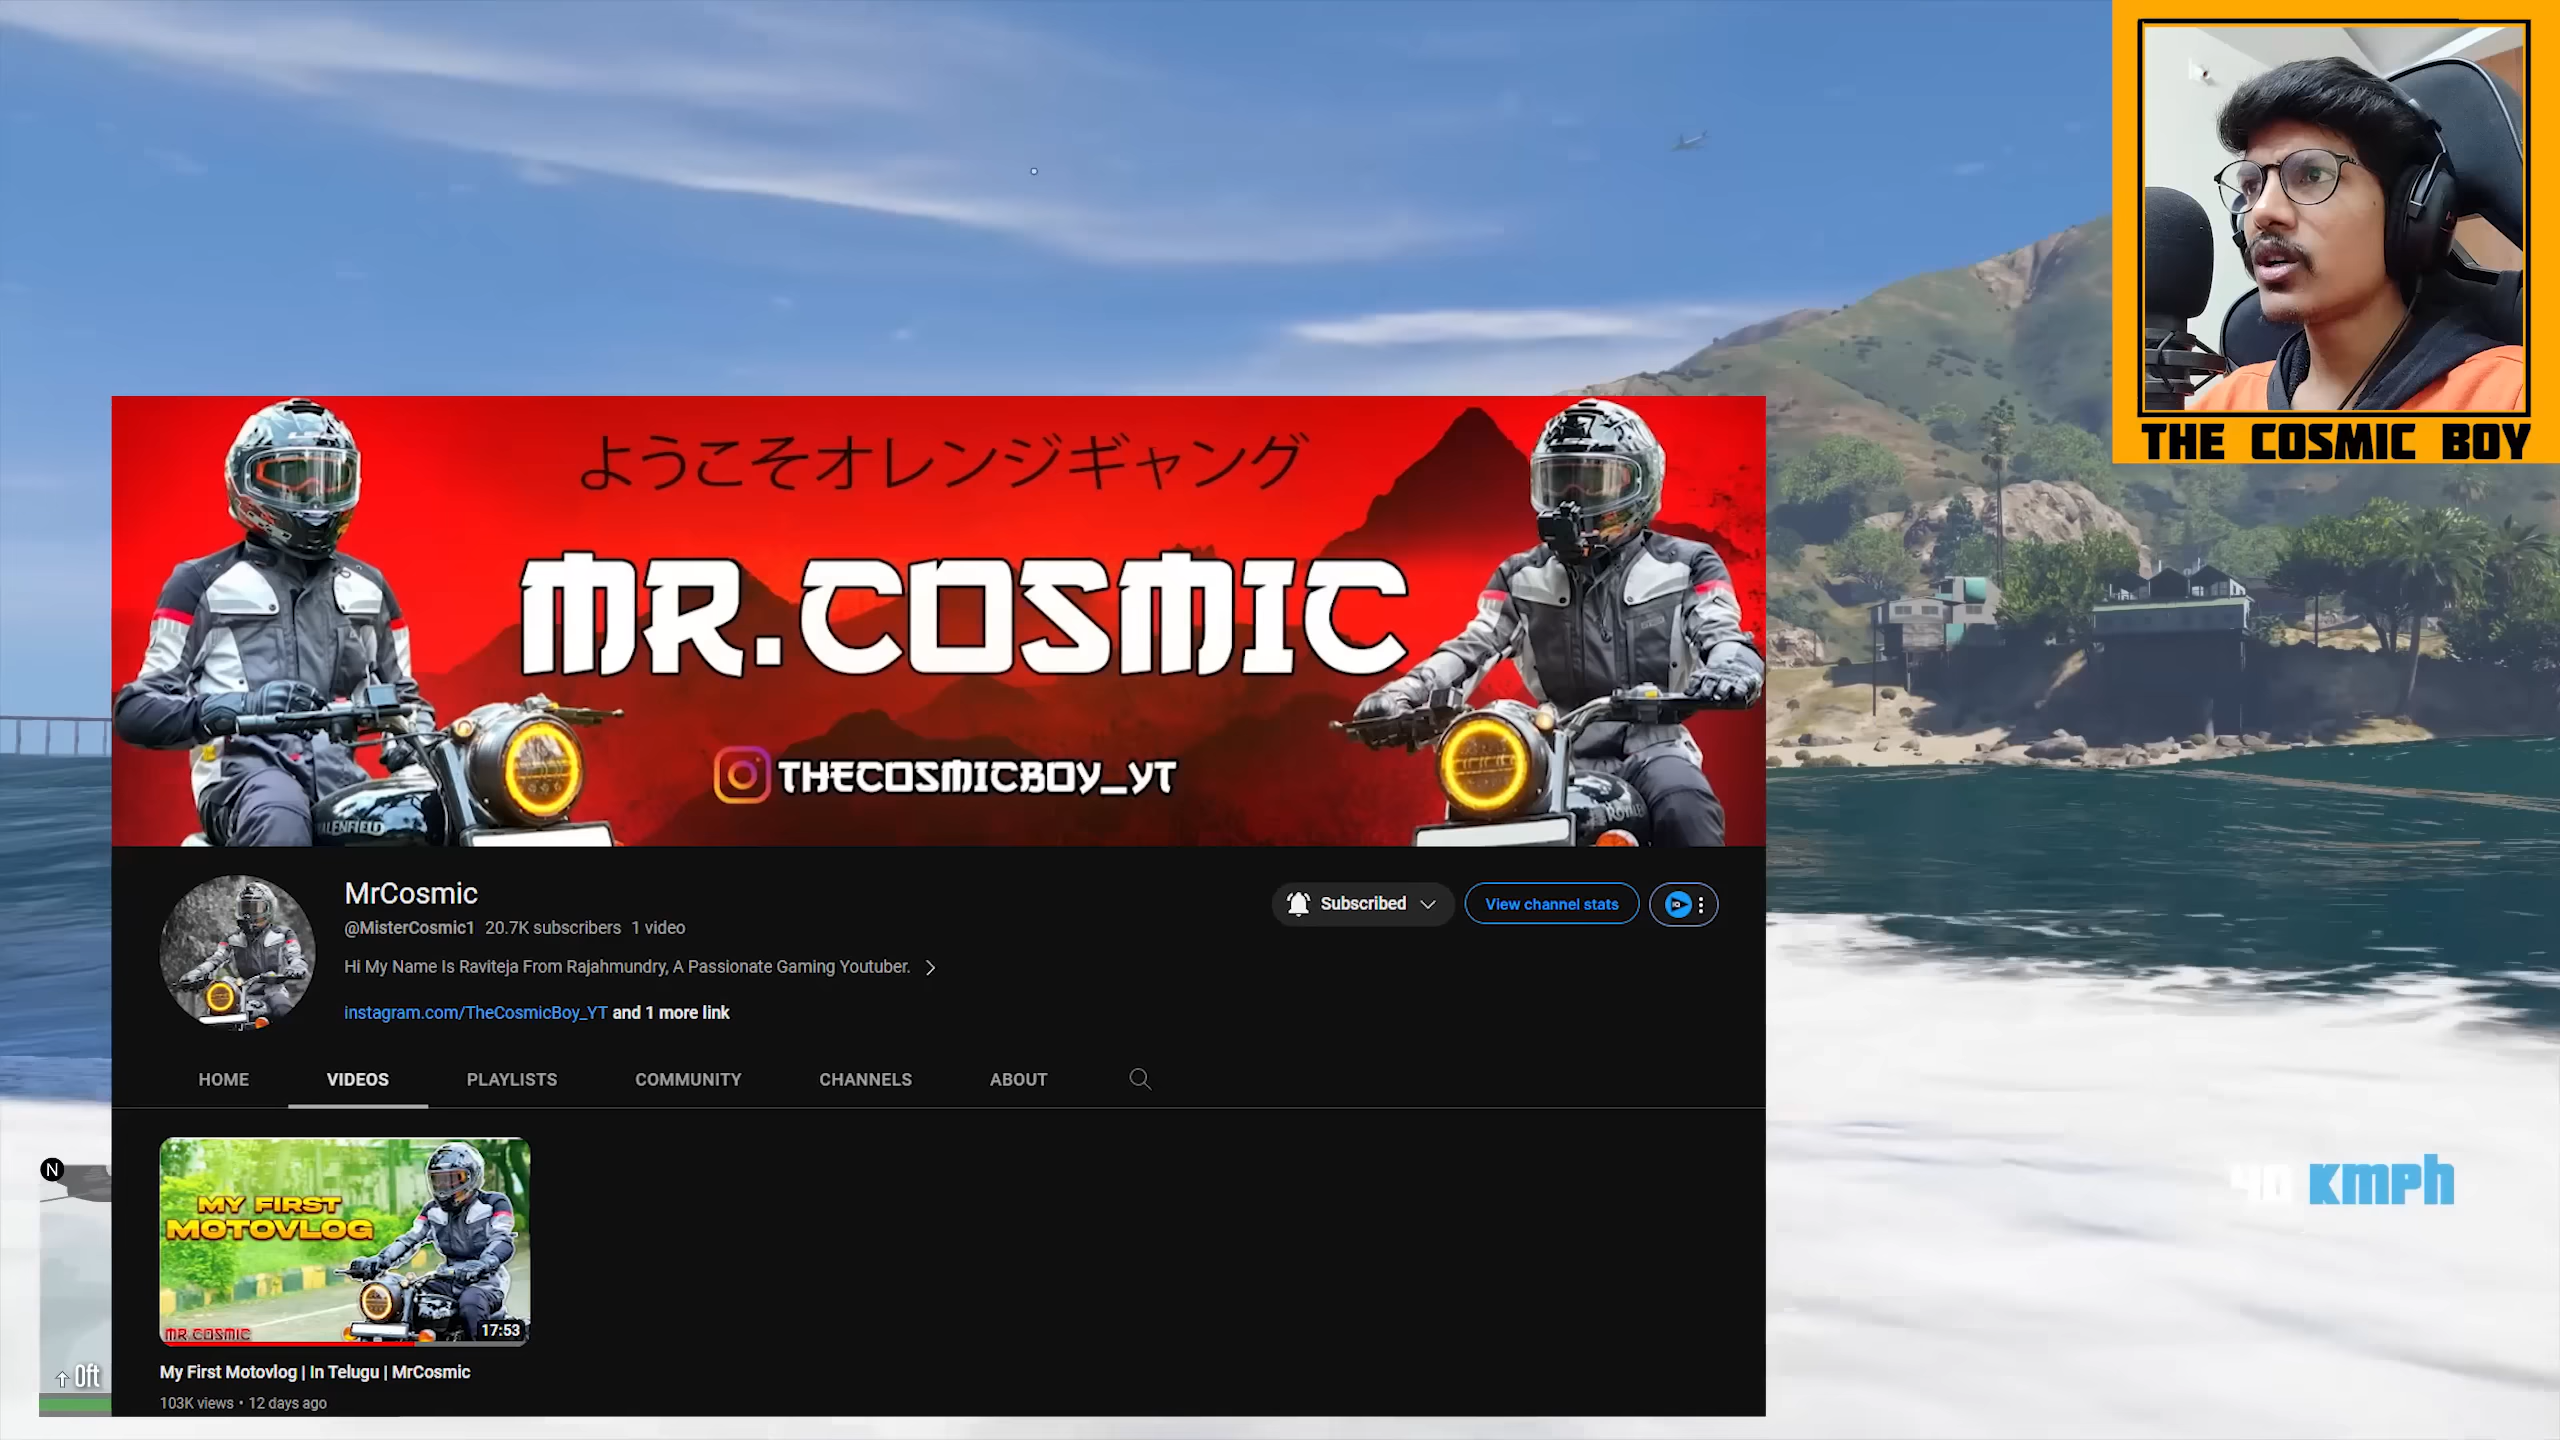 THE COSMIC BOY
ようこそオレンジギャング
MR.COSMIC
THECOSMICBOY_YT
ALENFIELD
ROYAL
MrCosmic
@MisterCosmic1 20.7K subscribers 1 video
Hi My Name Is Raviteja From Rajahmundry, A Passionate Gaming Youtuber.
instagram.com/TheCosmicBoy_YT and 1 more link
Subscribed
View channel stats
HOME VIDEOS PLAYLISTS COMMUNITY CHANNELS ABOUT
N
MY FIRST
MOTOVLOG
MR COSMIC
17:53
My First Motovlog | In Telugu | MrCosmic
103K views • 12 days ago
0ft
40 kmph